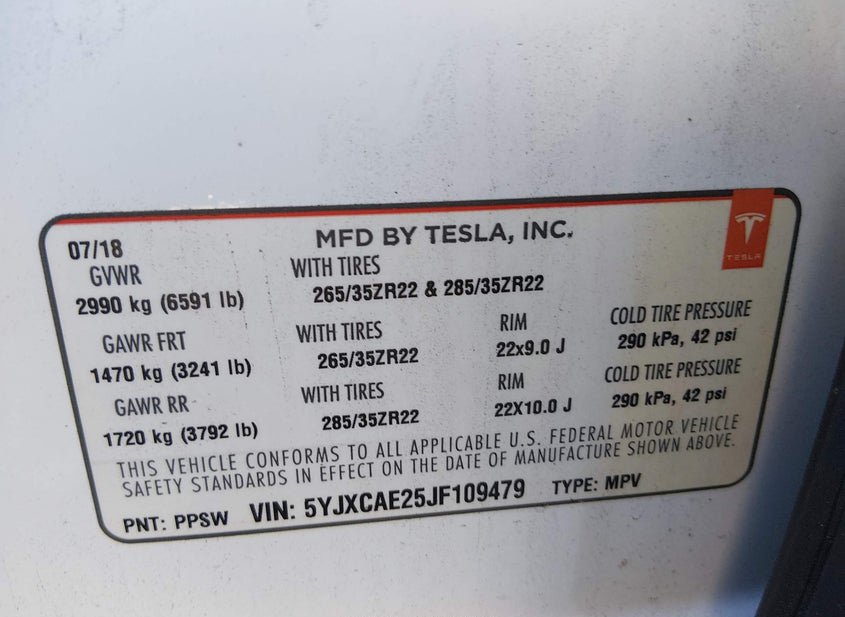 07/18 MFD BY TESLA, INC.
TESLA
GVWR WITH TIRES
2990 kg (6591 lb) 265/35ZR22 & 285/35ZR22
GAWR FRT WITH TIRES RIM COLD TIRE PRESSURE
1470 kg (3241 lb) 265/35ZR22 22x9.0 J 290 kPa, 42 psi
GAWR RR WITH TIRES RIM COLD TIRE PRESSURE
1720 kg (3792 lb) 285/35ZR22 22X10.0 J 290 kPa, 42 psi
THIS VEHICLE CONFORMS TO ALL APPLICABLE U.S. FEDERAL MOTOR VEHICLE
SAFETY STANDARDS IN EFFECT ON THE DATE OF MANUFACTURE SHOWN ABOVE.
PNT: PPSW VIN: 5YJXCAE25JF109479 TYPE: MPV